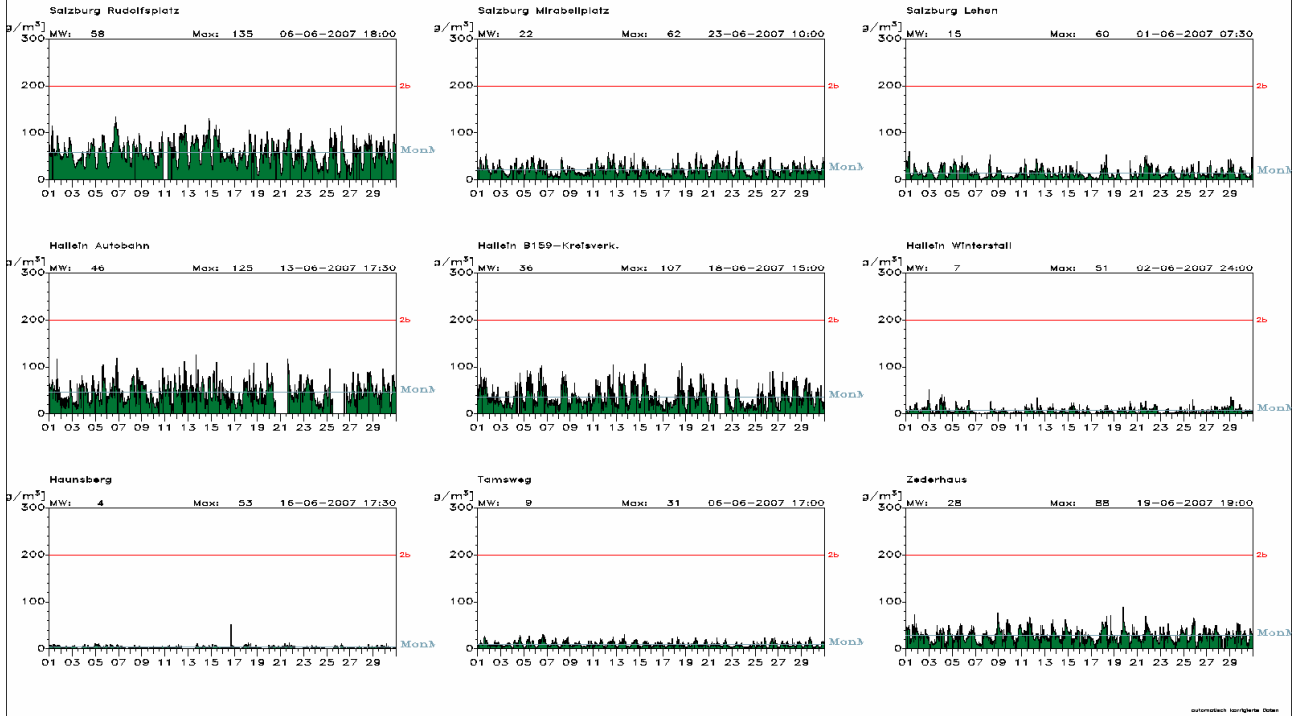 Salzburg Rudolfsplatz Salzburg Mirabellplatz Salzburg Lehen
g/m³] MW: 58 Max: 135 06-06-2007 18:00 g/m³] MW: 22 Max: 62 23-06-2007 10:00 g/m³] MW: 15 Max: 60 01-06-2007 07:30
300 300 300
200 2b 200 2b 200 2b
100 100 100
MonM MonM MonM
0 0 0
01 03 05 07 09 11 13 15 17 19 21 23 25 27 29 01 03 05 07 09 11 13 15 17 19 21 23 25 27 29 01 03 05 07 09 11 13 15 17 19 21 23 25 27 29
Hallein Autobahn Hallein B159-Kreisverk. Hallein Winterstall
g/m³] MW: 46 Max: 125 13-06-2007 17:30 g/m³] MW: 36 Max: 107 18-06-2007 15:00 g/m³] MW: 7 Max: 51 02-06-2007 24:00
300 300 300
200 2b 200 2b 200 2b
100 100 100
MonM MonM MonM
0 0 0
01 03 05 07 09 11 13 15 17 19 21 23 25 27 29 01 03 05 07 09 11 13 15 17 19 21 23 25 27 29 01 03 05 07 09 11 13 15 17 19 21 23 25 27 29
Haunsberg Tamsweg Zederhaus
g/m³] MW: 4 Max: 53 16-06-2007 17:30 g/m³] MW: 9 Max: 31 06-06-2007 17:00 g/m³] MW: 28 Max: 88 19-06-2007 19:00
300 300 300
200 2b 200 2b 200 2b
100 100 100
MonM MonM MonM
0 0 0
01 03 05 07 09 11 13 15 17 19 21 23 25 27 29 01 03 05 07 09 11 13 15 17 19 21 23 25 27 29 01 03 05 07 09 11 13 15 17 19 21 23 25 27 29
automatisch korrigierte Daten